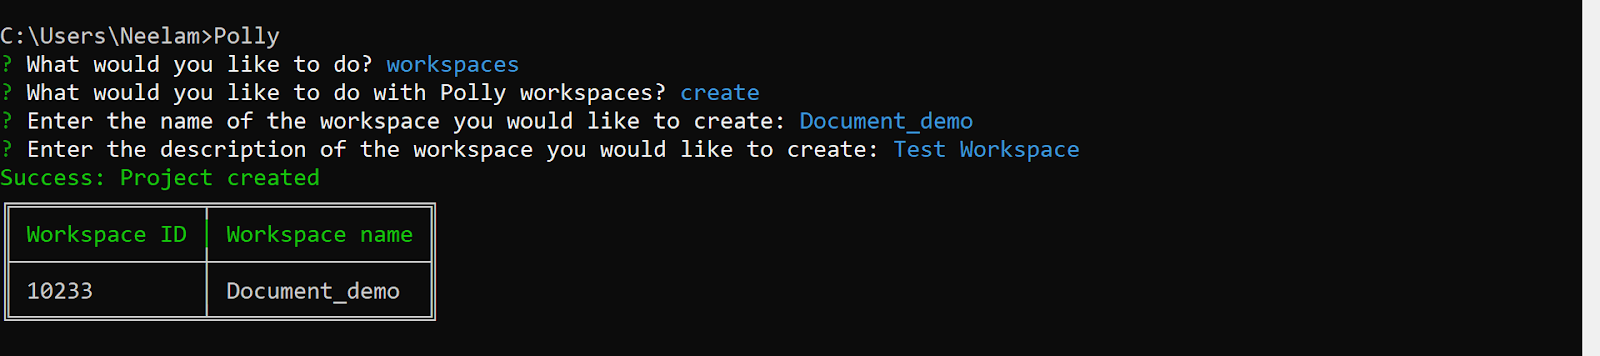 C:\Users\Neelam>Polly
? What would you like to do? workspaces
? What would you like to do with Polly workspaces? create
? Enter the name of the workspace you would like to create: Document_demo
? Enter the description of the workspace you would like to create: Test Workspace
Success: Project created
Workspace ID Workspace name
10233 Document_demo